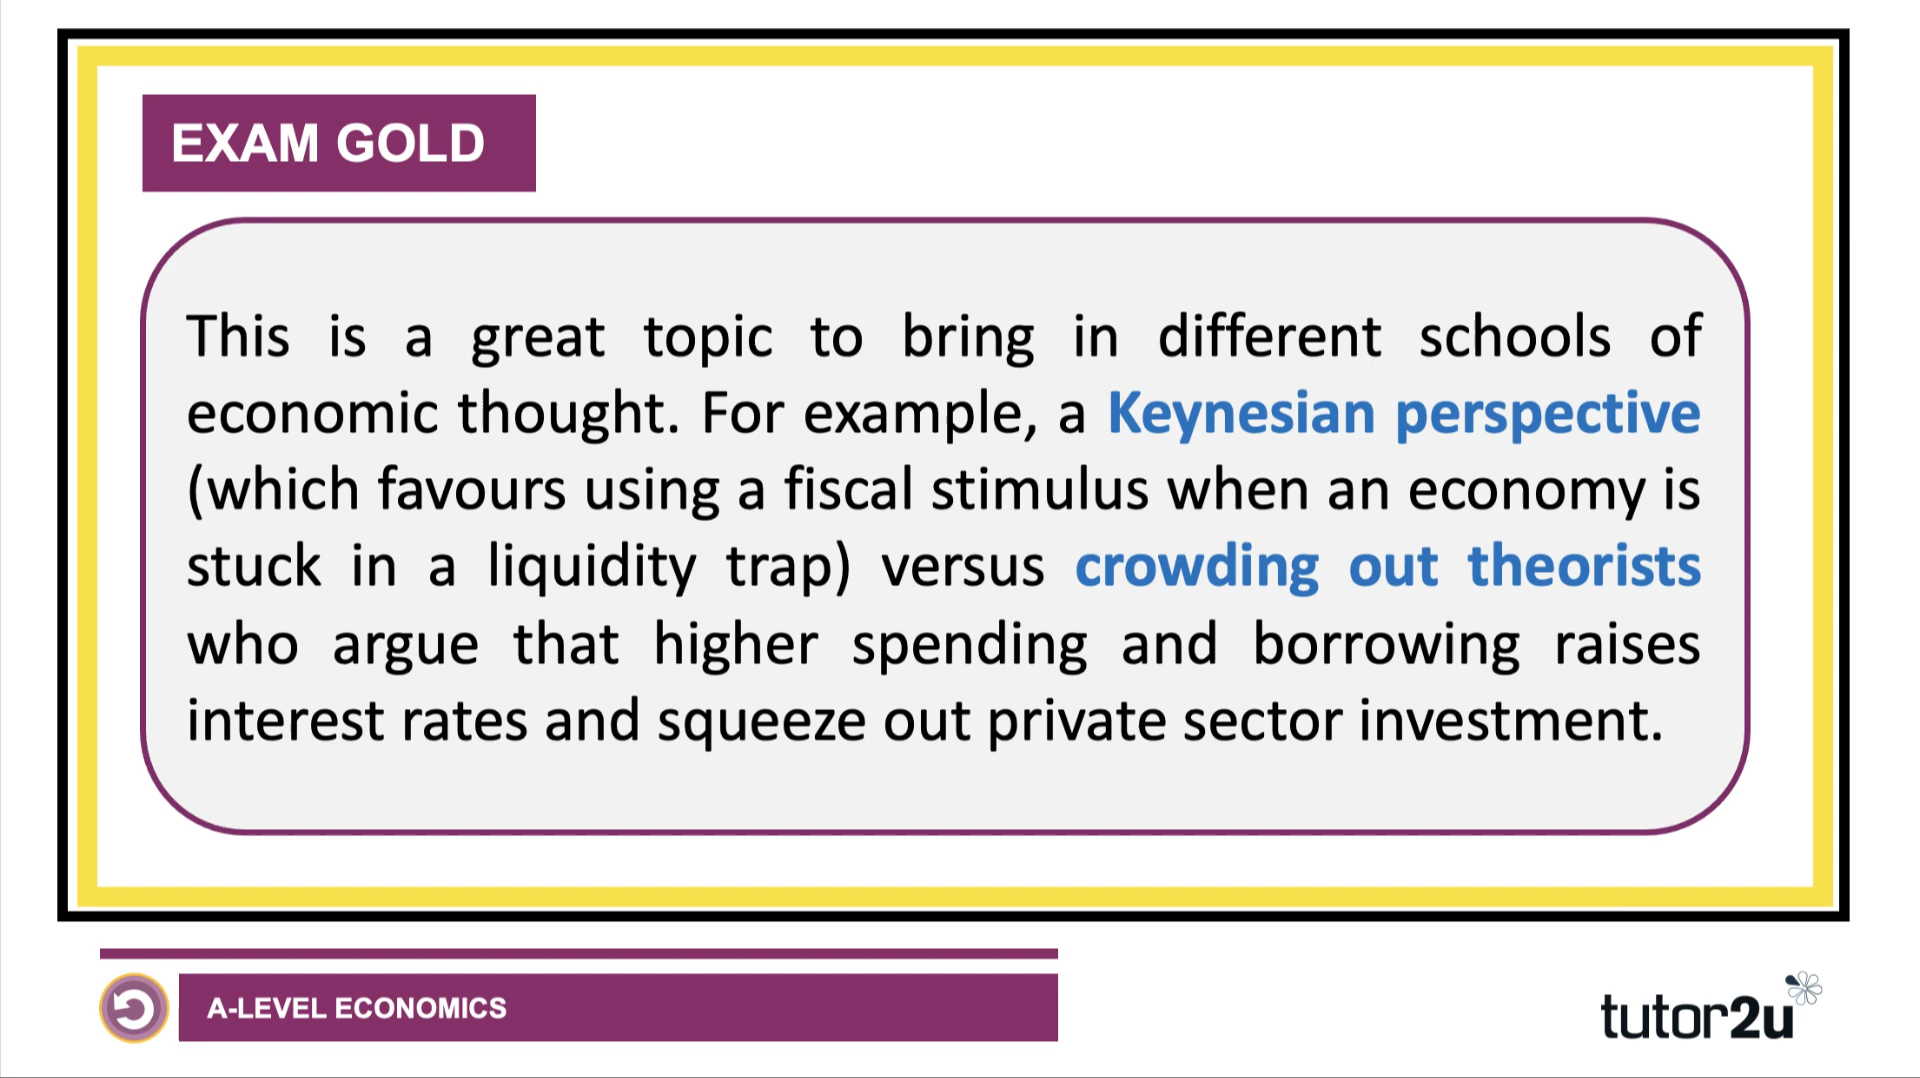 EXAM GOLD
This is a great topic to bring in different schools of
economic thought. For example, a Keynesian perspective
(which favours using a fiscal stimulus when an economy is
stuck in a liquidity trap) versus crowding out theorists
who argue that higher spending and borrowing raises
interest rates and squeeze out private sector investment.
A-LEVEL ECONOMICS
tutor2u